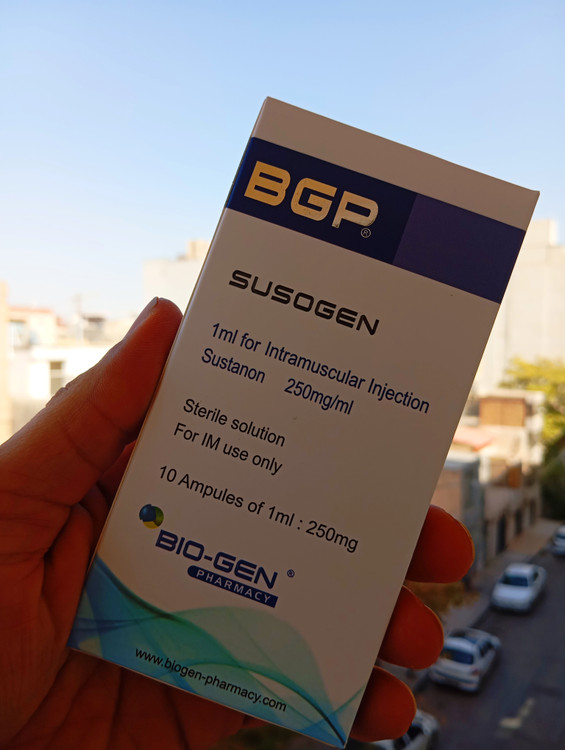 BGP®
SUSOGEN
1ml for Intramuscular Injection
Sustanon 250mg/ml
Sterile solution
For IM use only
10 Ampules of 1ml : 250mg
BIO-GEN ®
PHARMACY
www.biogen-pharmacy.com